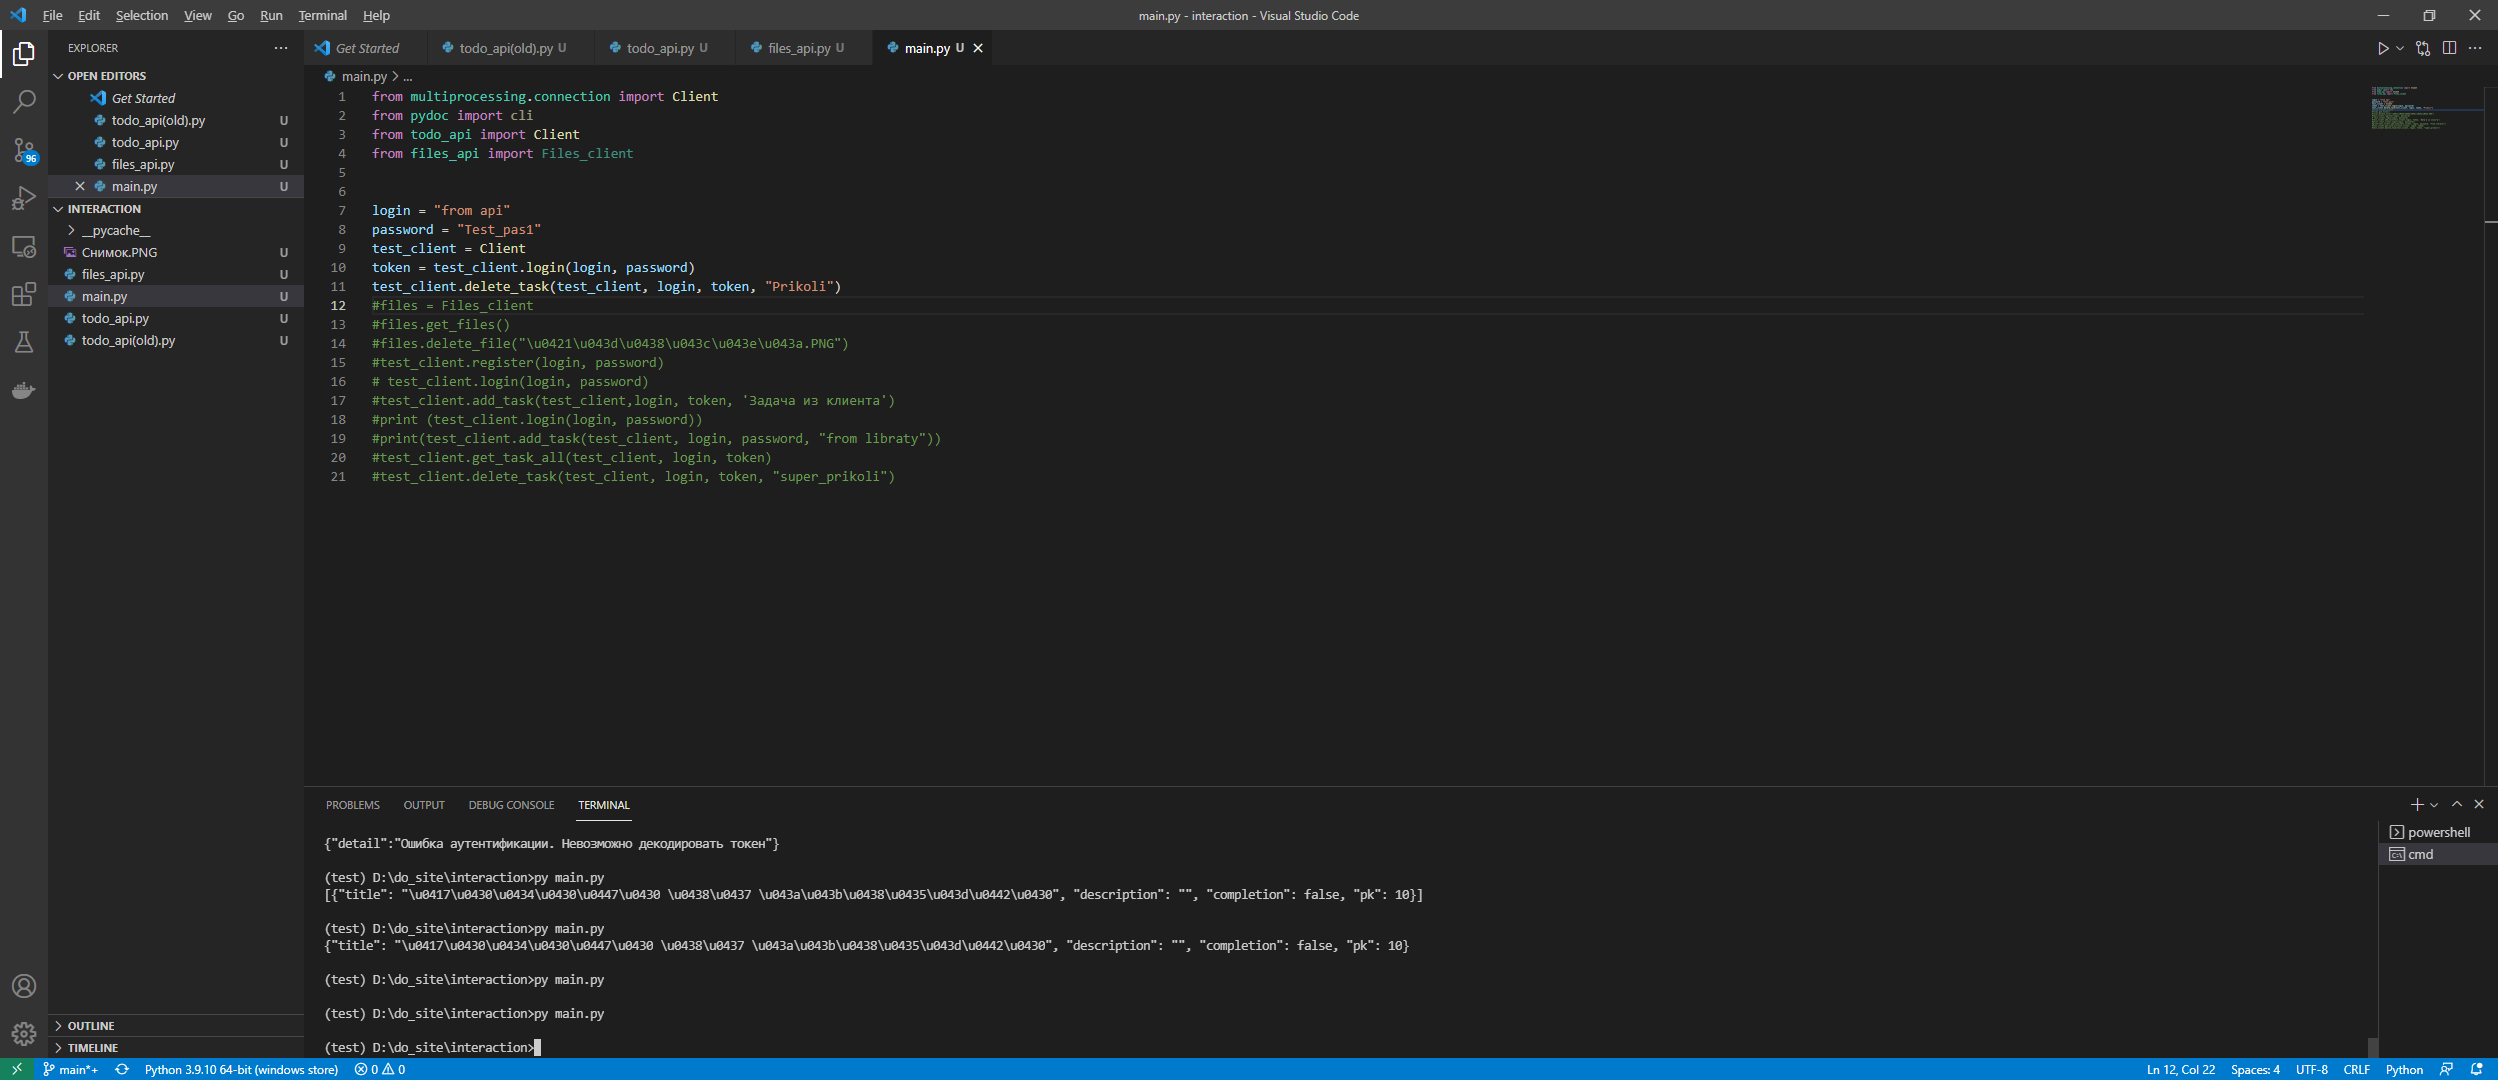 File Edit Selection View Go Run Terminal Help
main.py - interaction - Visual Studio Code
EXPLORER
OPEN EDITORS
Get Started
todo_api(old).py U
todo_api.py U
files_api.py U
main.py U
INTERACTION
__pycache__
Снимок.PNG U
files_api.py U
main.py U
todo_api.py U
todo_api(old).py U
OUTLINE
TIMELINE
96
Get Started todo_api(old).py U todo_api.py U files_api.py U main.py U
main.py > ...
1 from multiprocessing.connection import Client
2 from pydoc import cli
3 from todo_api import Client
4 from files_api import Files_client
5
6
7 login = "from api"
8 password = "Test_pas1"
9 test_client = Client
10 token = test_client.login(login, password)
11 test_client.delete_task(test_client, login, token, "Prikoli")
12 #files = Files_client
13 #files.get_files()
14 #files.delete_file("\u0421\u043d\u0438\u043c\u043e\u043a.PNG")
15 #test_client.register(login, password)
16 # test_client.login(login, password)
17 #test_client.add_task(test_client,login, token, 'Задача из клиента')
18 #print (test_client.login(login, password))
19 #print(test_client.add_task(test_client, login, password, "from libraty"))
20 #test_client.get_task_all(test_client, login, token)
21 #test_client.delete_task(test_client, login, token, "super_prikoli")
PROBLEMS OUTPUT DEBUG CONSOLE TERMINAL
{"detail":"Ошибка аутентификации. Невозможно декодировать токен"}
(test) D:\do_site\interaction>py main.py
[{"title": "\u0417\u0430\u0434\u0430\u0447\u0430 \u0438\u0437 \u043a\u043b\u0438\u0435\u043d\u0442\u0430", "description": "", "completion": false, "pk": 10}]
(test) D:\do_site\interaction>py main.py
{"title": "\u0417\u0430\u0434\u0430\u0447\u0430 \u0438\u0437 \u043a\u043b\u0438\u0435\u043d\u0442\u0430", "description": "", "completion": false, "pk": 10}
(test) D:\do_site\interaction>py main.py
(test) D:\do_site\interaction>py main.py
(test) D:\do_site\interaction>
powershell
cmd
main*+ Python 3.9.10 64-bit (windows store) 0 0
Ln 12, Col 22 Spaces: 4 UTF-8 CRLF Python